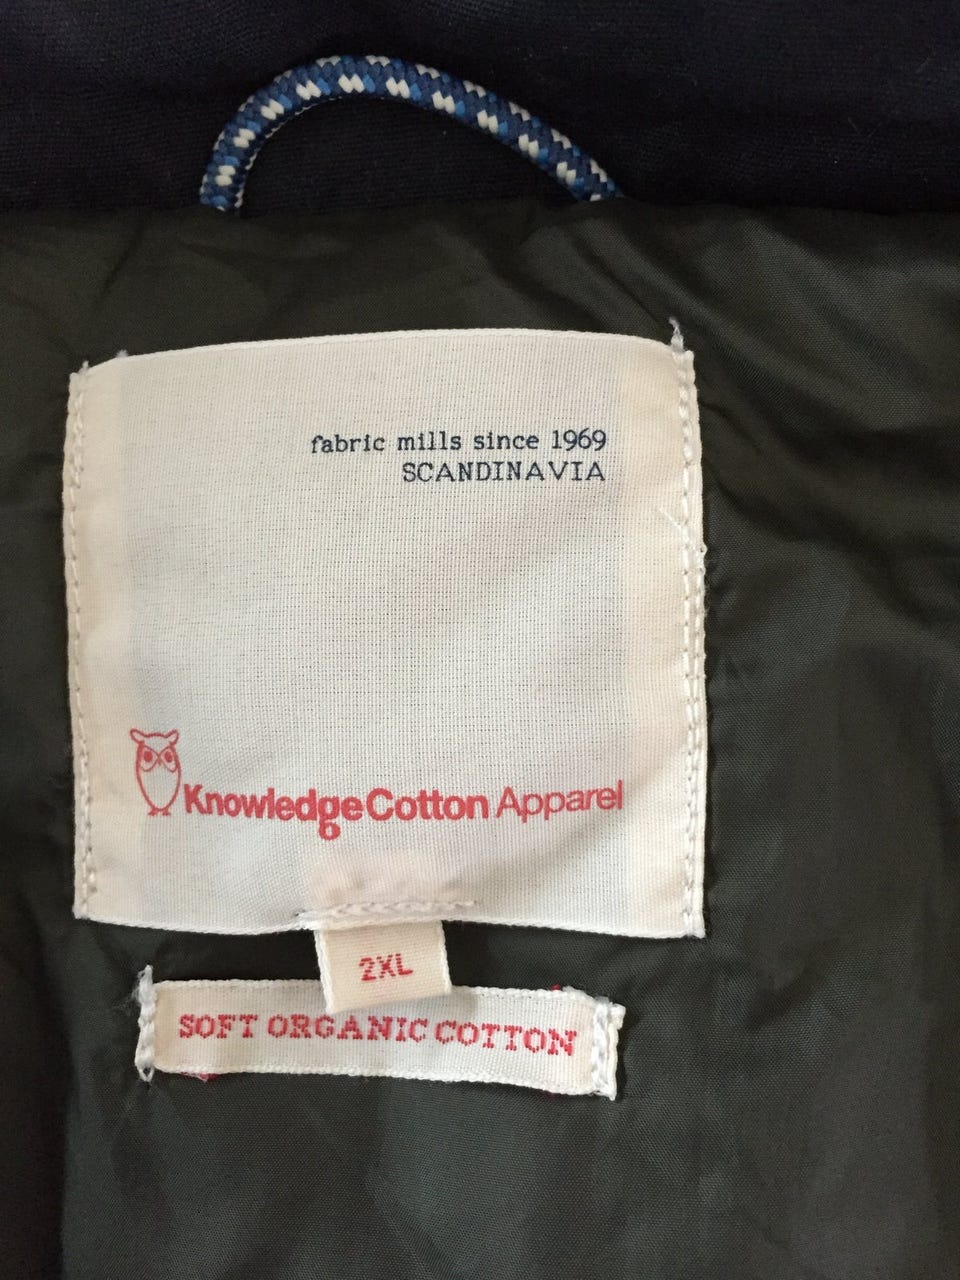 fabric mills since 1969
SCANDINAVIA
KnowledgeCotton Apparel
2XL
SOFT ORGANIC COTTON